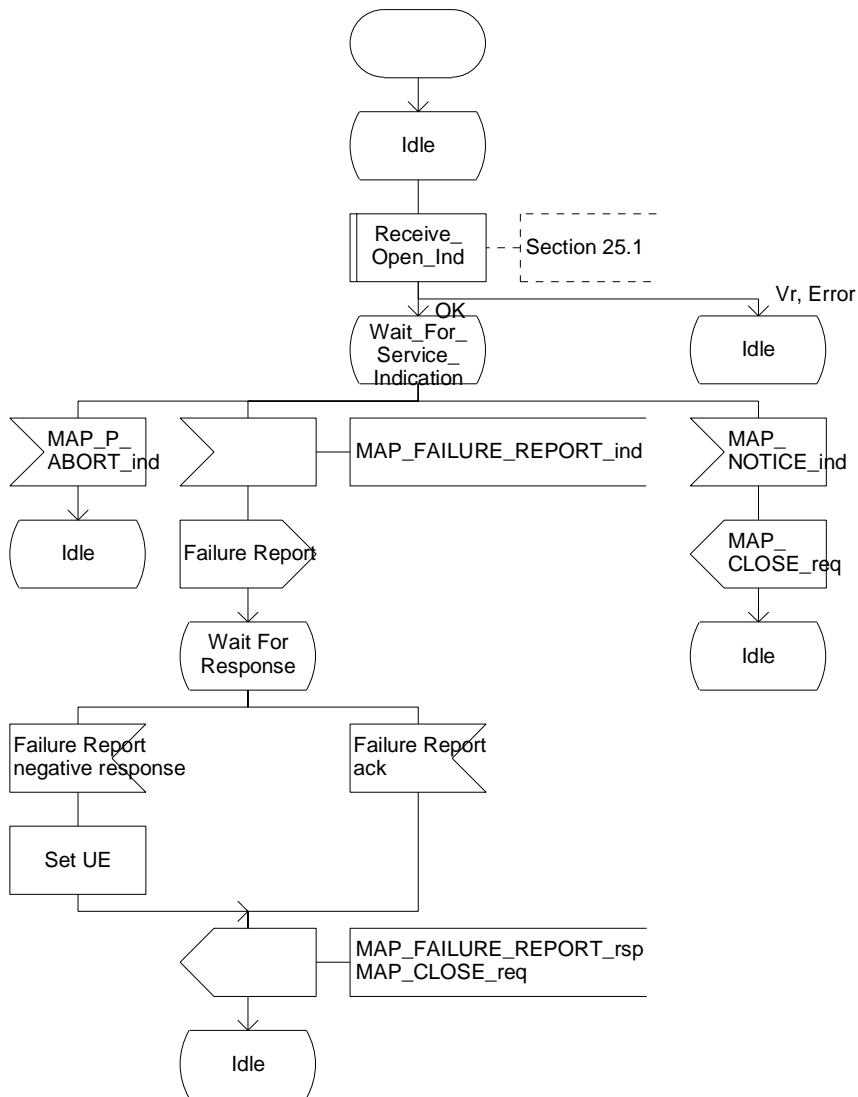 Idle
Receive_
Open_Ind
Section 25.1
Vr, Error
OK
Wait_For_
Service_
Indication
Idle
MAP_P_
ABORT_ind
MAP_FAILURE_REPORT_ind
MAP_
NOTICE_ind
Idle
Failure Report
MAP_
CLOSE_req
Wait For
Response
Idle
Failure Report
negative response
Failure Report
ack
Set UE
MAP_FAILURE_REPORT_rsp
MAP_CLOSE_req
Idle